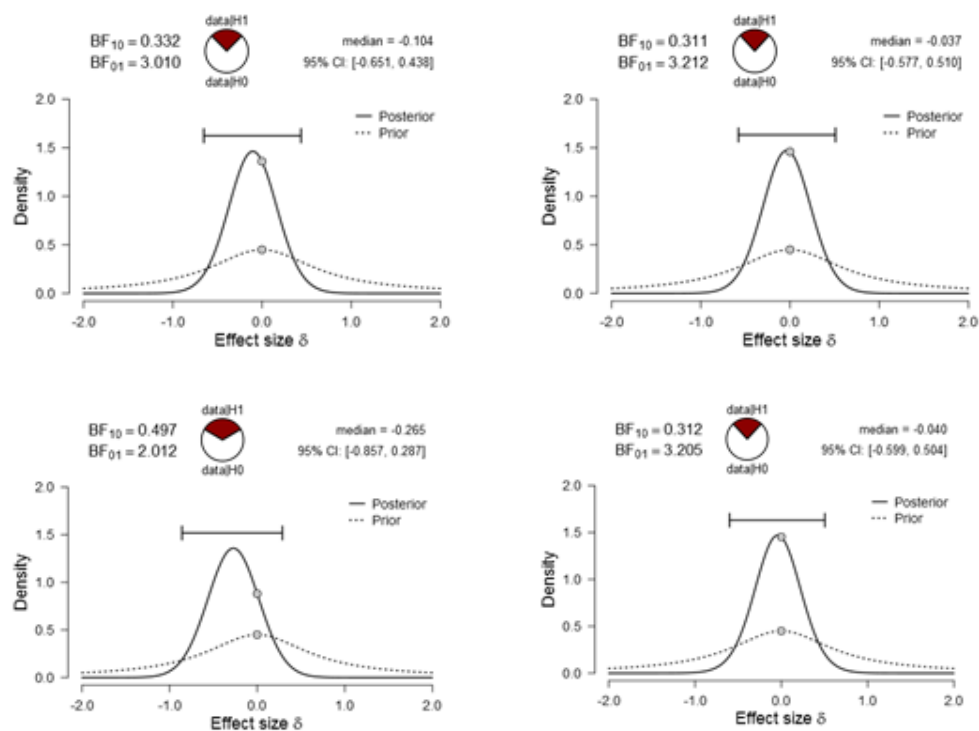 data|H1
BF10 = 0.332
BF01 = 3.010
median = -0.104
95% CI: [-0.651, 0.438]
data|H0
2.0
1.5
1.0
0.5
0.0
Density
Posterior
Prior
-2.0 -1.0 0.0 1.0 2.0
Effect size δ
data|H1
BF10 = 0.311
BF01 = 3.212
median = -0.037
95% CI: [-0.577, 0.510]
data|H0
2.0
1.5
1.0
0.5
0.0
Density
Posterior
Prior
-2.0 -1.0 0.0 1.0 2.0
Effect size δ
data|H1
BF10 = 0.497
BF01 = 2.012
median = -0.265
95% CI: [-0.857, 0.287]
data|H0
2.0
1.5
1.0
0.5
0.0
Density
Posterior
Prior
-2.0 -1.0 0.0 1.0 2.0
Effect size δ
data|H1
BF10 = 0.312
BF01 = 3.205
median = -0.040
95% CI: [-0.599, 0.504]
data|H0
2.0
1.5
1.0
0.5
0.0
Density
Posterior
Prior
-2.0 -1.0 0.0 1.0 2.0
Effect size δ